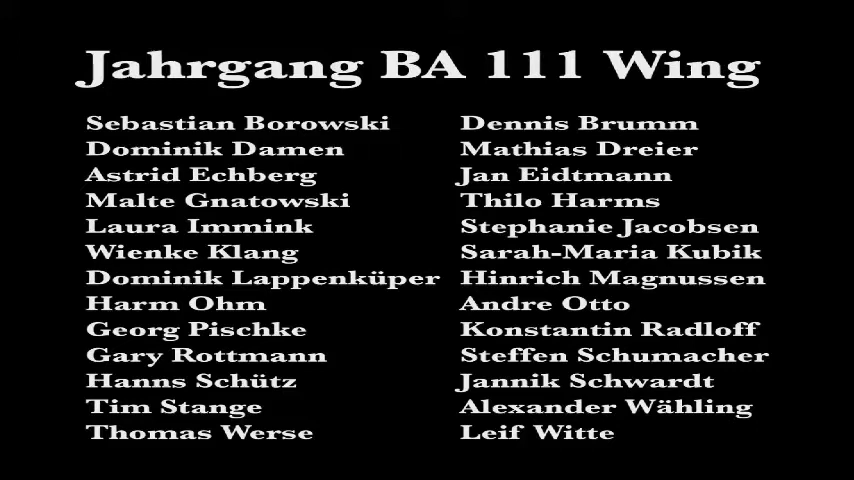 Jahrgang BA 111 Wing
Sebastian Borowski Dennis Brumm
Dominik Damen Mathias Dreier
Astrid Echberg Jan Eidtmann
Malte Gnatowski Thilo Harms
Laura Immink Stephanie Jacobsen
Wienke Klang Sarah-Maria Kubik
Dominik Lappenküper Hinrich Magnussen
Harm Ohm Andre Otto
Georg Pischke Konstantin Radloff
Gary Rottmann Steffen Schumacher
Hanns Schütz Jannik Schwardt
Tim Stange Alexander Wähling
Thomas Werse Leif Witte